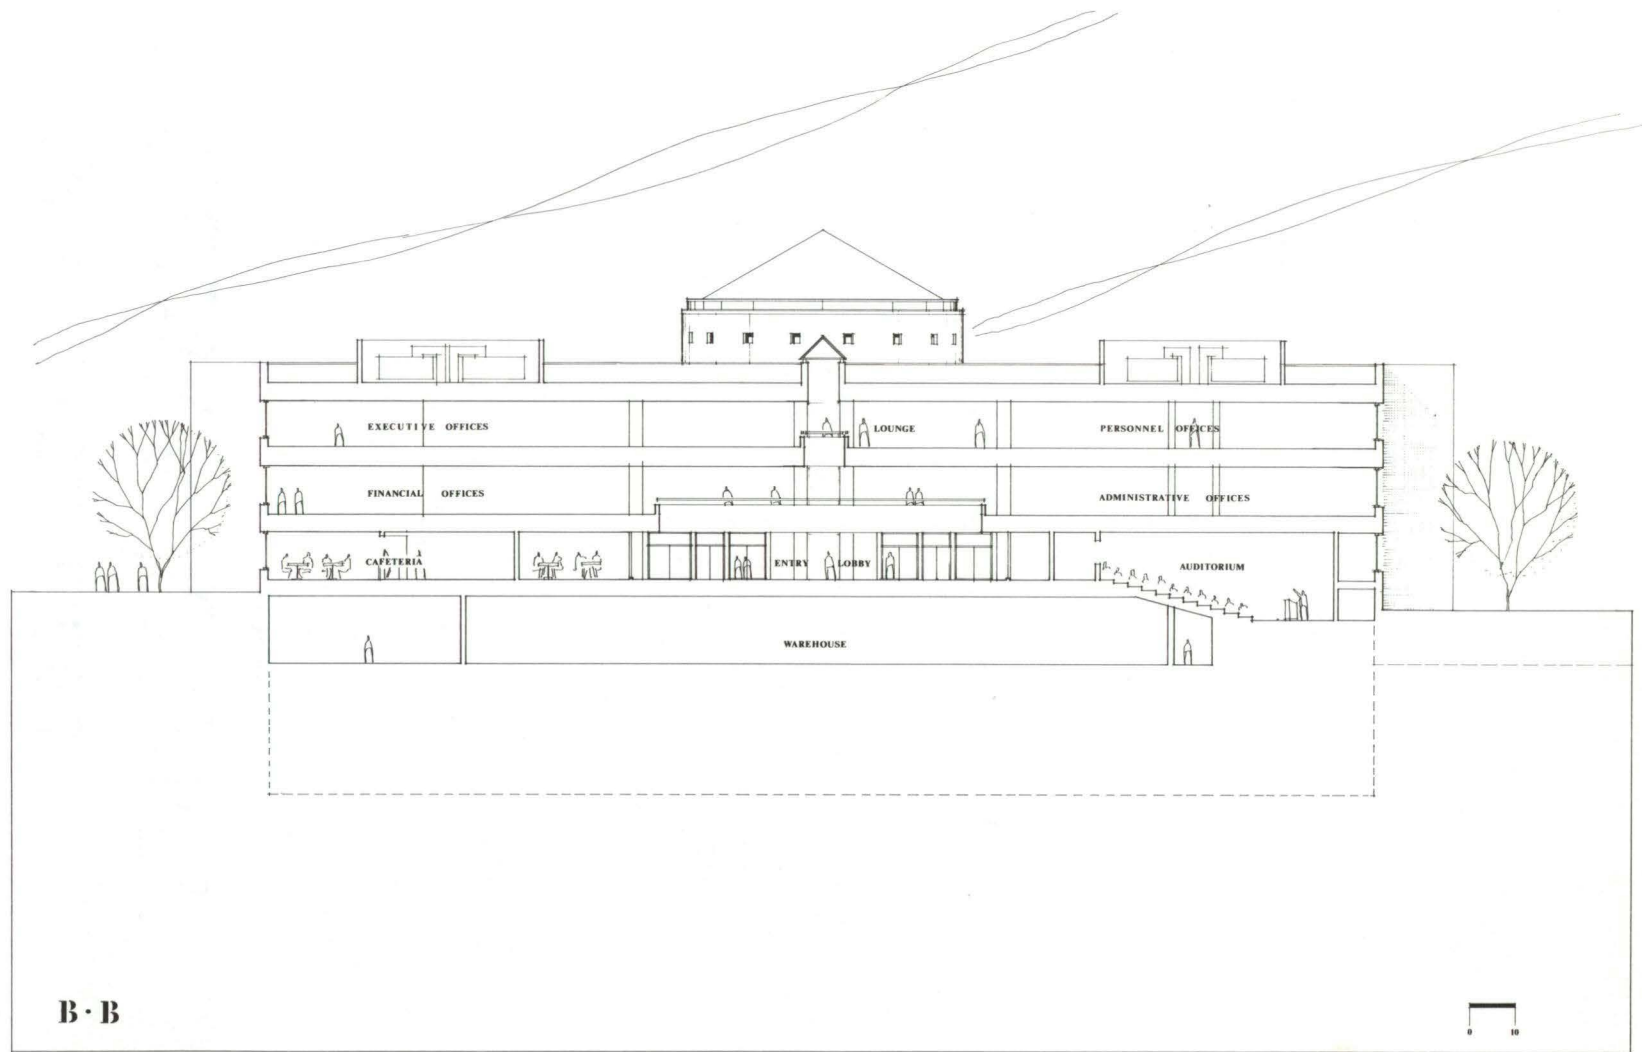 EXECUTIVE OFFICES
LOUNGE
PERSONNEL OFFICES
FINANCIAL OFFICES
ADMINISTRATIVE OFFICES
CAFETERIA
ENTRY LOBBY
AUDITORIUM
WAREHOUSE
B·B
0 10